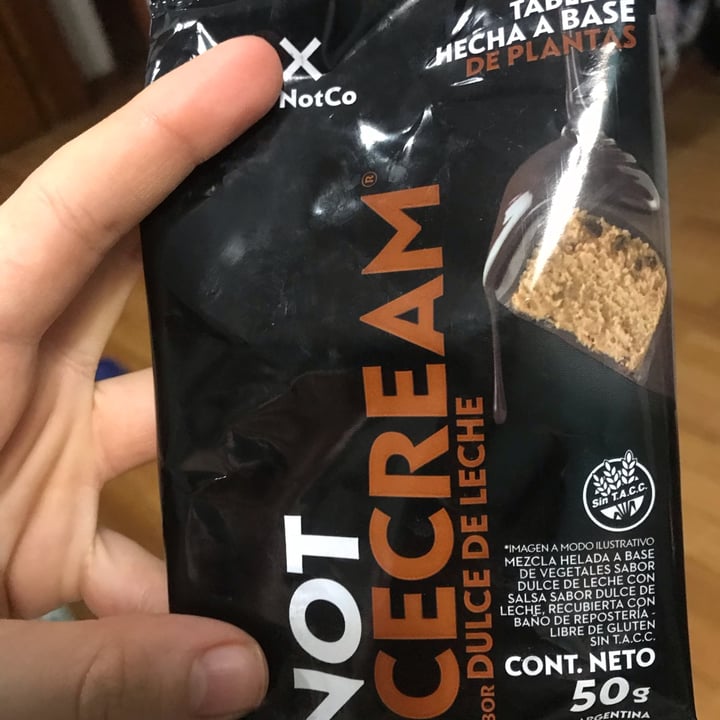 NotCo
HECHA A BASE
DE PLANTAS
NOT
CECREAM®
DULCE DE LECHE
Sin T.A.C.C.
*IMAGEN A MODO ILUSTRATIVO
MEZCLA HELADA A BASE
DE VEGETALES SABOR
DULCE DE LECHE CON
SALSA SABOR DULCE DE
LECHE, RECUBIERTA CON
BAÑO DE REPOSTERÍA -
LIBRE DE GLUTEN
SIN T.A.C.C.
CONT. NETO
50g
ARGENTINA